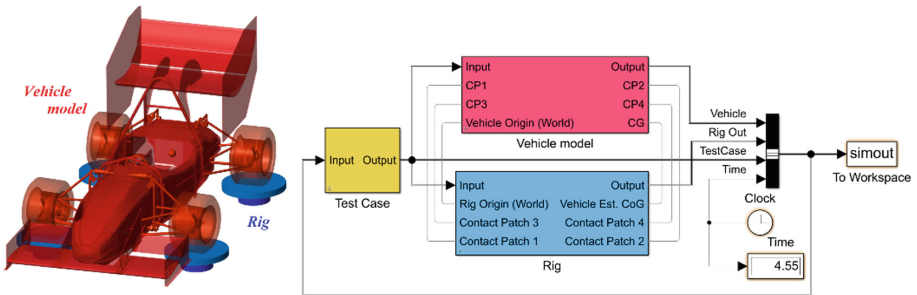 Vehicle
model
Rig
Input Output
Test Case
Input Output
CP1 CP2
CP3 CP4
Vehicle Origin (World) CG
Vehicle model
Input Output
Rig Origin (World) Vehicle Est. CoG
Contact Patch 3 Contact Patch 4
Contact Patch 1 Contact Patch 2
Rig
Vehicle
Rig Out
TestCase
Time
Clock
Time
4.55
simout
To Workspace